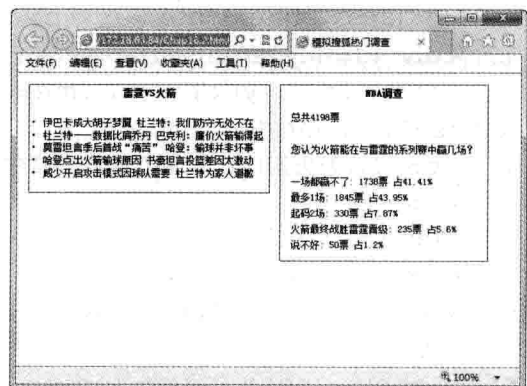 模拟搜狐热门调查
文件(F) 编辑(E) 查看(V) 收藏夹(A) 工具(T) 帮助(H)
雷霆VS火箭
· 伊巴卡成大胡子梦魇 杜兰特：我们防守无处不在
· 杜兰特——数据比肩乔丹 巴克利：廉价火箭输得起
· 莫雷坦言季后首战“痛苦” 哈登：输球并非坏事
· 哈登点出火箭输球原因 书豪坦言投篮差因太激动
· 威少开启攻击模式因球队需要 杜兰特为家人道歉
NBA调查
总共4198票
您认为火箭能在与雷霆的系列赛中赢几场？
一场都赢不了：1738票 占41.41%
最多1场：1845票 占43.95%
起码2场：330票 占7.87%
火箭最终战胜雷霆晋级：235票 占5.6%
说不好：50票 占1.2%
100%